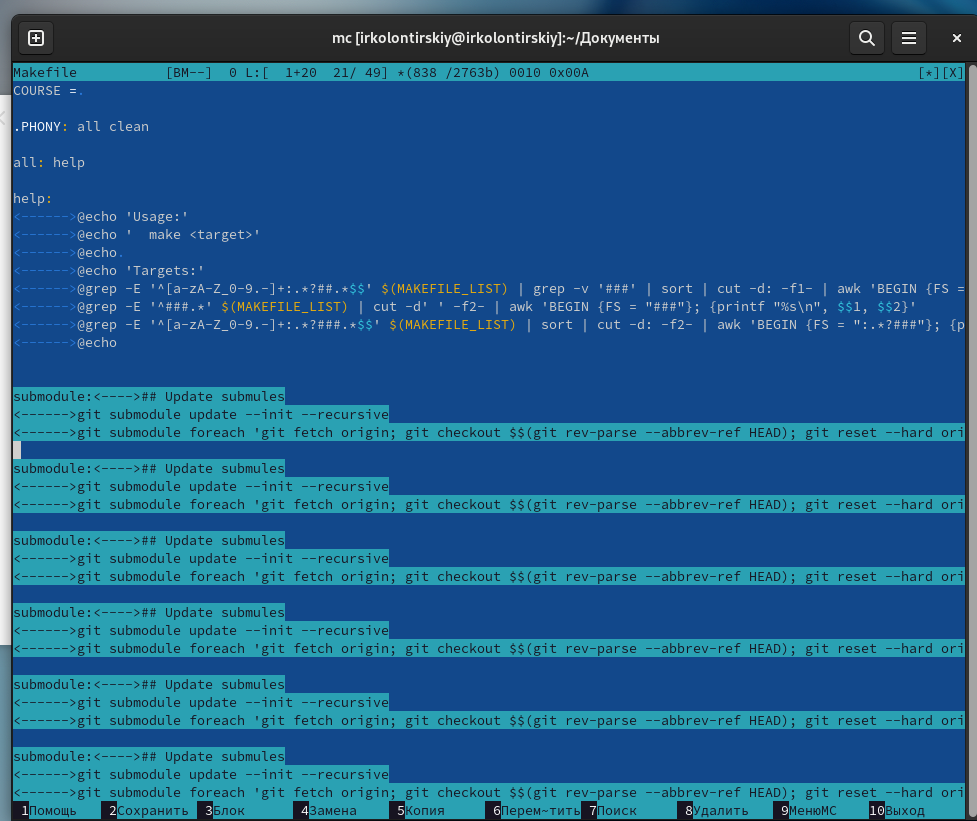 mc [irkolontirskiy@irkolontirskiy]:~/Документы
Makefile [BM--] 0 L:[ 1+20 21/ 49] *(838 /2763b) 0010 0x00A [*][X]
COURSE =.
.PHONY: all clean
all: help
help:
<------>@echo 'Usage:'
<------>@echo '  make <target>'
<------>@echo.
<------>@echo 'Targets:'
<------>@grep -E '^[a-zA-Z_0-9.-]+:.*?##.*$$' $(MAKEFILE_LIST) | grep -v '###' | sort | cut -d: -f1- | awk 'BEGIN {FS =
<------>@grep -E '^###.*' $(MAKEFILE_LIST) | cut -d' ' -f2- | awk 'BEGIN {FS = "###"}; {printf "%s\n", $$1, $$2}'
<------>@grep -E '^[a-zA-Z_0-9.-]+:.*?###.*$$' $(MAKEFILE_LIST) | sort | cut -d: -f2- | awk 'BEGIN {FS = ":.*?###"}; {p
<------>@echo
submodule:<---->## Update submules
<------>git submodule update --init --recursive
<------>git submodule foreach 'git fetch origin; git checkout $$(git rev-parse --abbrev-ref HEAD); git reset --hard ori
submodule:<---->## Update submules
<------>git submodule update --init --recursive
<------>git submodule foreach 'git fetch origin; git checkout $$(git rev-parse --abbrev-ref HEAD); git reset --hard ori
submodule:<---->## Update submules
<------>git submodule update --init --recursive
<------>git submodule foreach 'git fetch origin; git checkout $$(git rev-parse --abbrev-ref HEAD); git reset --hard ori
submodule:<---->## Update submules
<------>git submodule update --init --recursive
<------>git submodule foreach 'git fetch origin; git checkout $$(git rev-parse --abbrev-ref HEAD); git reset --hard ori
submodule:<---->## Update submules
<------>git submodule update --init --recursive
<------>git submodule foreach 'git fetch origin; git checkout $$(git rev-parse --abbrev-ref HEAD); git reset --hard ori
submodule:<---->## Update submules
<------>git submodule update --init --recursive
<------>git submodule foreach 'git fetch origin; git checkout $$(git rev-parse --abbrev-ref HEAD); git reset --hard ori
1Помощь 2Сохранить 3Блок 4Замена 5Копия 6Перем~тить 7Поиск 8Удалить 9МенюMC 10Выход